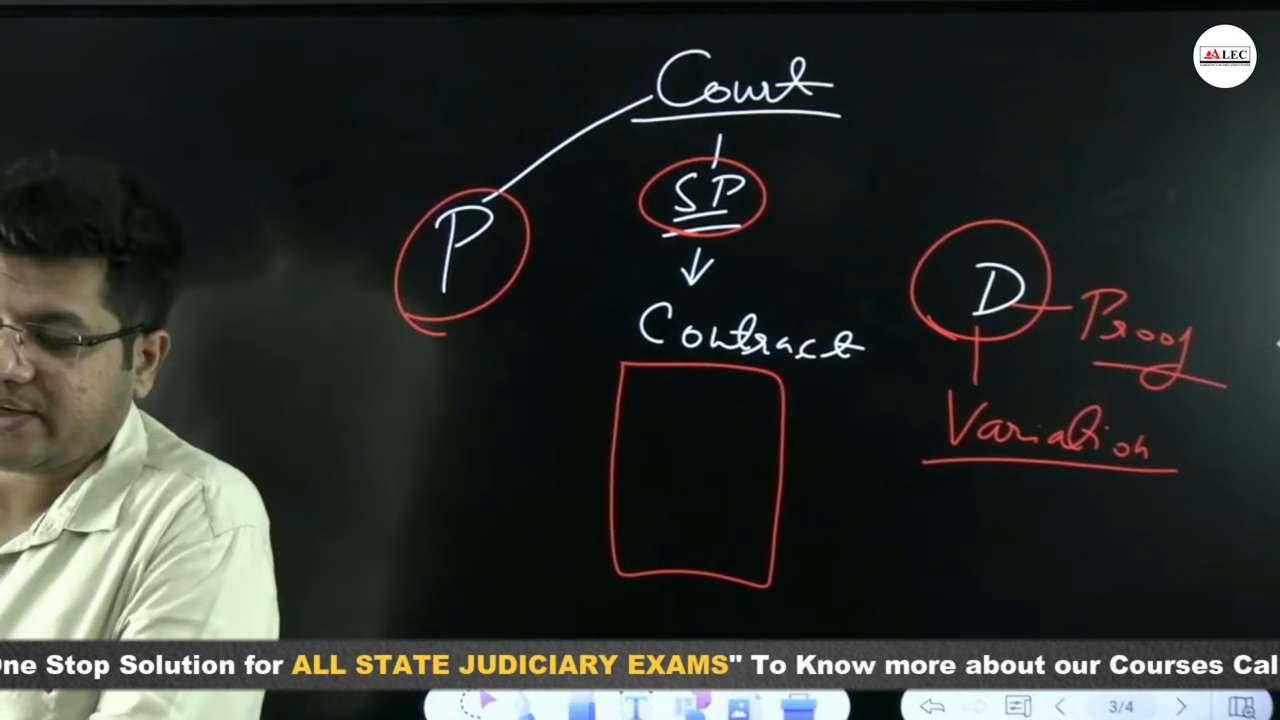 ALEC
Court
P
SP
D
Proof
Contract
Variation
One Stop Solution for ALL STATE JUDICIARY EXAMS" To Know more about our Courses Cal
3/4